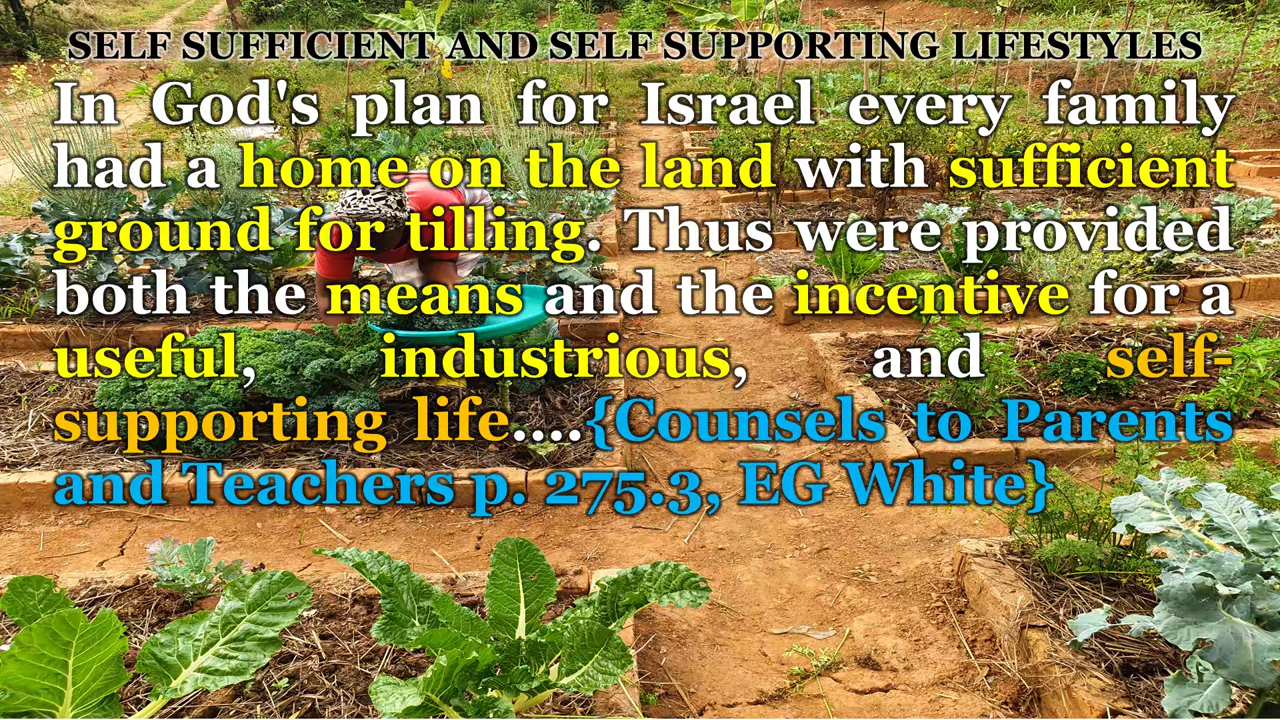 SELF SUFFICIENT AND SELF SUPPORTING LIFESTYLES
In God's plan for Israel every family
had a home on the land with sufficient
ground for tilling. Thus were provided
both the means and the incentive for a
useful, industrious, and self-
supporting life....{Counsels to Parents
and Teachers p. 275.3, EG White}